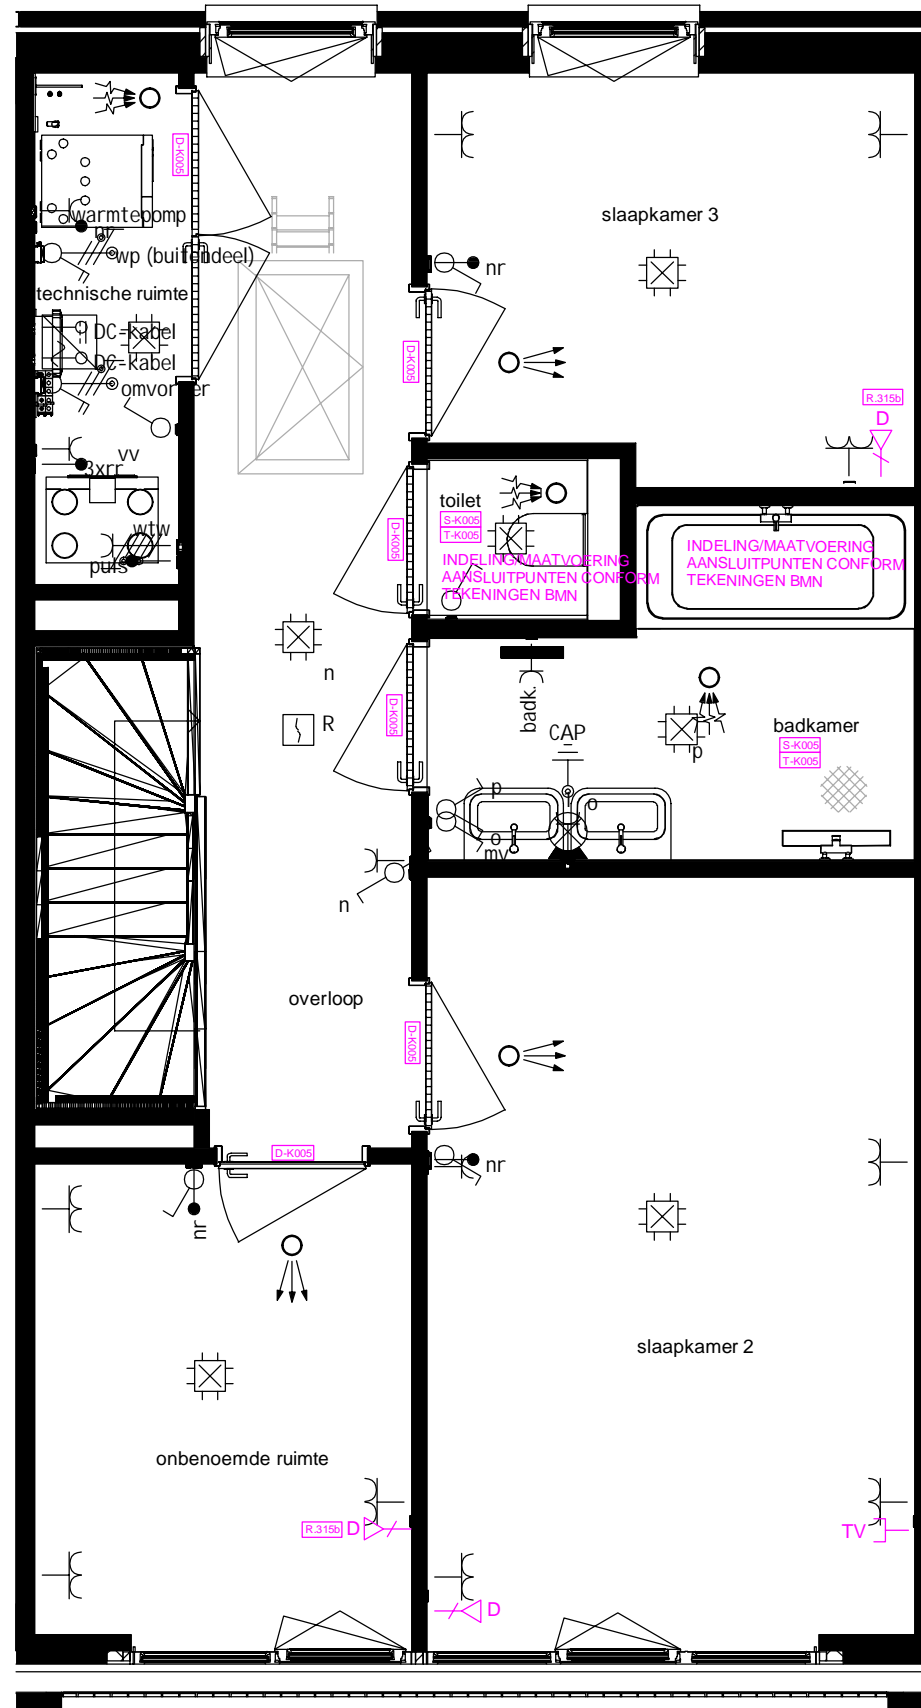 D-K005
warmtepomp
nr
wp (buitendeel)
technische ruimte
DC-kabel
DC-kabel
omvormer
vv
3xrr
wtw
puls
slaapkamer 3
nr
D-K005
R.315b
D
toilet
S-K005
T-K005
D-K005
INDELING/MAATVOERING
AANSLUITPUNTEN CONFORM
TEKENINGEN BMN
INDELING/MAATVOERING
AANSLUITPUNTEN CONFORM
TEKENINGEN BMN
n
R
D-K005
badk.
CAP
p
badkamer
S-K005
T-K005
p
o
o
mv
n
overloop
D-K005
D-K005
nr
nr
slaapkamer 2
onbenoemde ruimte
R.315b
D
TV
D